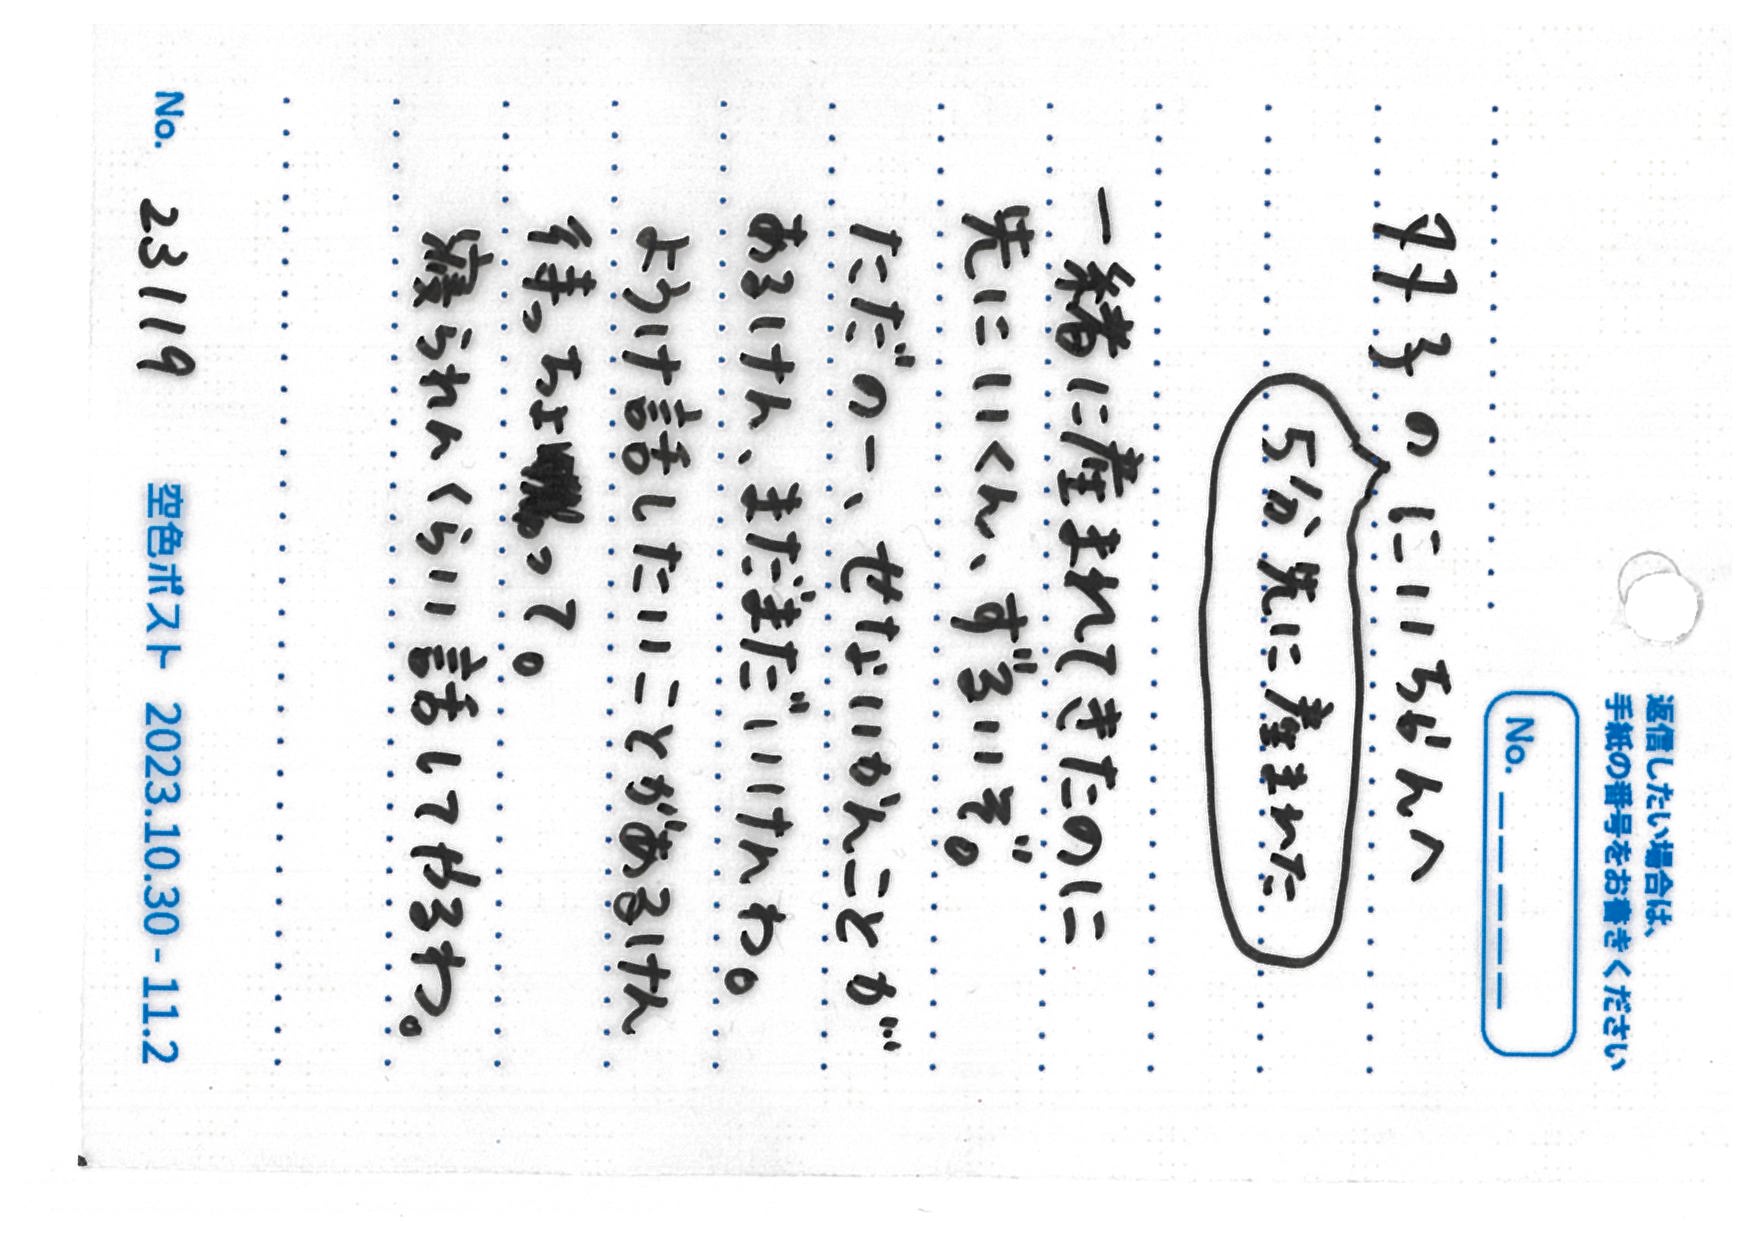 返信したい場合は、
手紙の番号をお書きください
No. _ _ _ _ _
双子のにいちゃんへ
5分先に産まれた
一緒に産まれてきたのに
先にいくん、ずるいぞ。
ただのー、せないかんことが
あるけん、まだまだいけんわ。
ようけ話したいことがあるけん
待っちょって。
寝られんくらい話してやるわ。
No. 23119
空色ポスト 2023.10.30 - 11.2